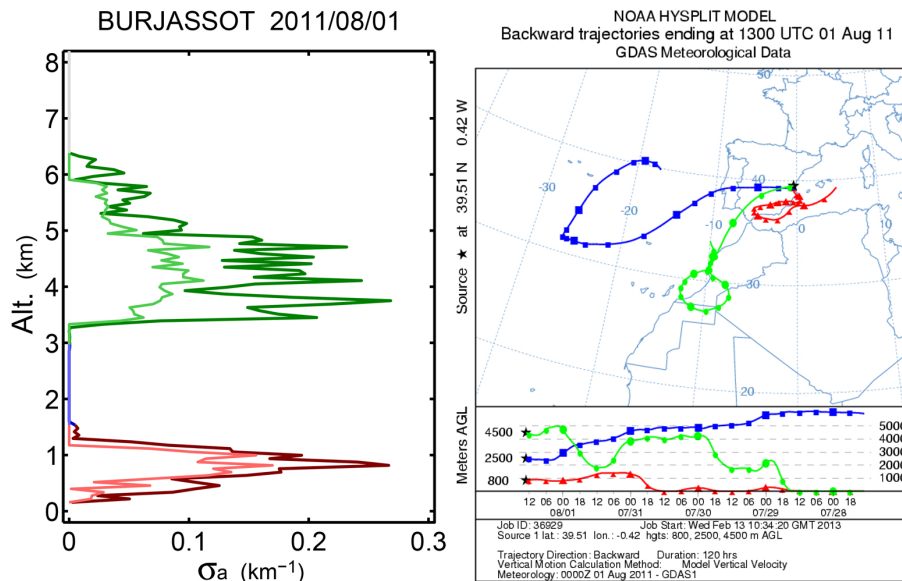 BURJASSOT 2011/08/01
8
7
6
5
4
3
2
1
0
Alt. (km)
0
0.1
0.2
0.3
σa (km⁻¹)
NOAA HYSPLIT MODEL
Backward trajectories ending at 1300 UTC 01 Aug 11
GDAS Meteorological Data
Source ★ at 39.51 N 0.42 W
50
40
-30
-20
-10
0
30
20
Meters AGL
4500
2500
800
5000
4000
3000
2000
1000
12 06 00 18 12 06 00 18 12 06 00 18 12 06 00 18 12 06 00 18
08/01 07/31 07/30 07/29 07/28
Job ID: 36929 Job Start: Wed Feb 13 10:34:20 GMT 2013
Source 1 lat.: 39.51 lon.: -0.42 hgts: 800, 2500, 4500 m AGL
Trajectory Direction: Backward Duration: 120 hrs
Vertical Motion Calculation Method: Model Vertical Velocity
Meteorology: 0000Z 01 Aug 2011 - GDAS1